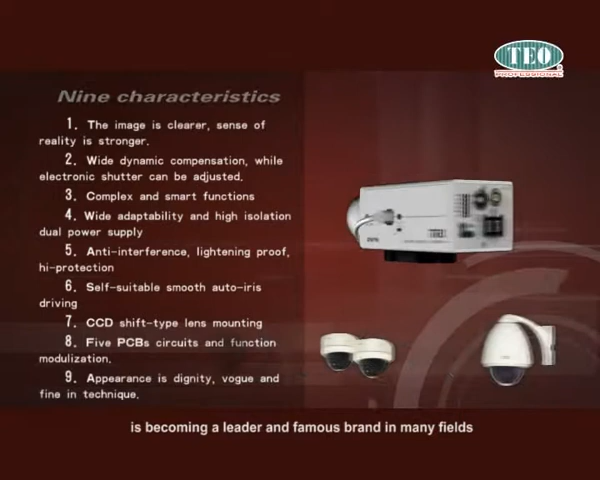 TEO
PROFESSIONAL
Nine characteristics
1. The image is clearer, sense of
reality is stronger.
2. Wide dynamic compensation, while
electronic shutter can be adjusted.
3. Complex and smart functions
4. Wide adaptability and high isolation
dual power supply
5. Anti-interference, lightening proof,
hi-protection
6. Self-suitable smooth auto-iris
driving
7. CCD shift-type lens mounting
8. Five PCBs circuits and function
modulization.
9. Appearance is dignity, vogue and
fine in technique.
is becoming a leader and famous brand in many fields